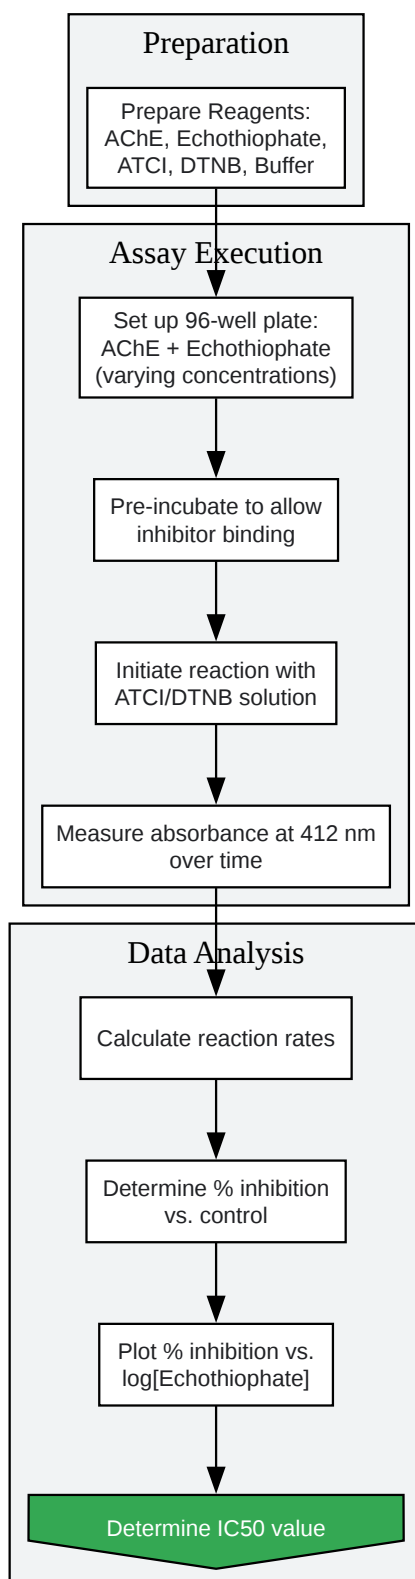 Preparation
Prepare Reagents:
AChE, Echothiophate,
ATCI, DTNB, Buffer
Assay Execution
Set up 96-well plate:
AChE + Echothiophate
(varying concentrations)
Pre-incubate to allow
inhibitor binding
Initiate reaction with
ATCI/DTNB solution
Measure absorbance at 412 nm
over time
Data Analysis
Calculate reaction rates
Determine % inhibition
vs. control
Plot % inhibition vs.
log[Echothiophate]
Determine IC50 value